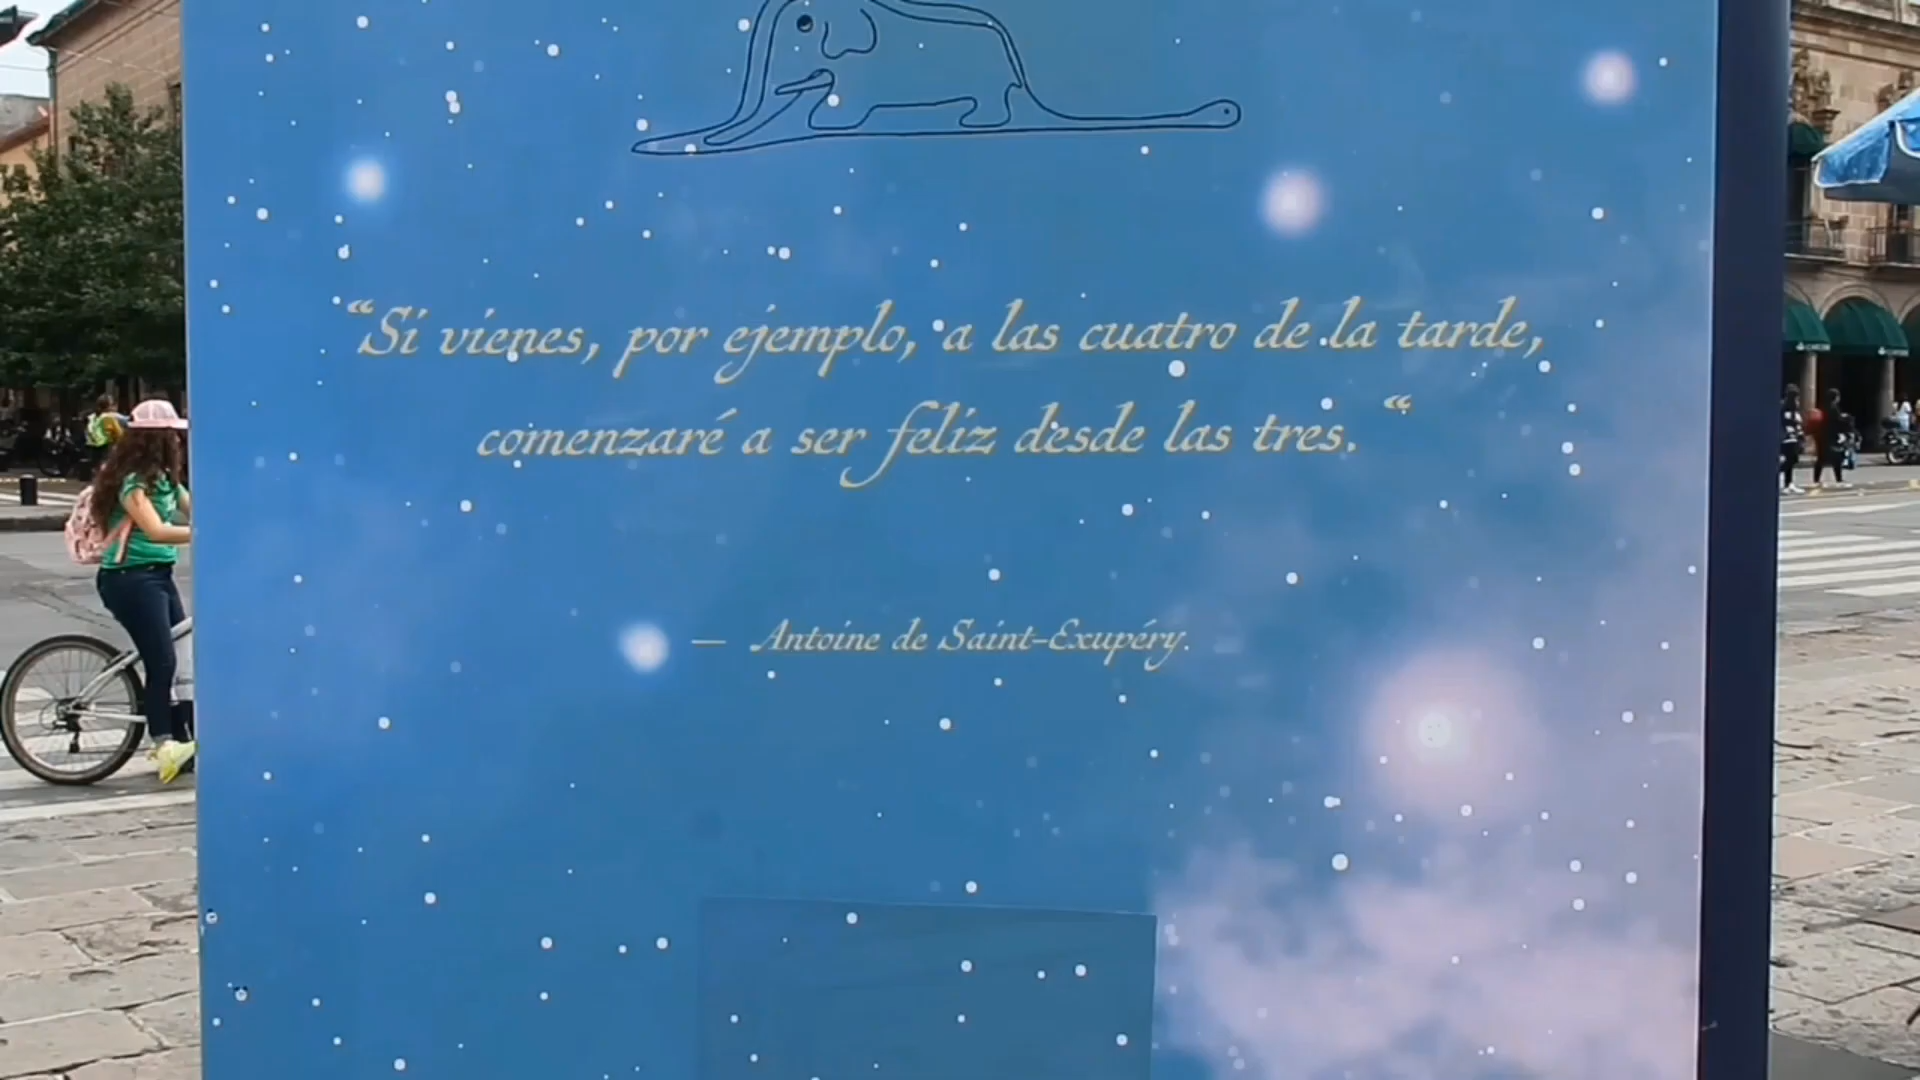 “Si vienes, por ejemplo, a las cuatro de la tarde,
comenzaré a ser feliz desde las tres. “
— Antoine de Saint-Exupéry.